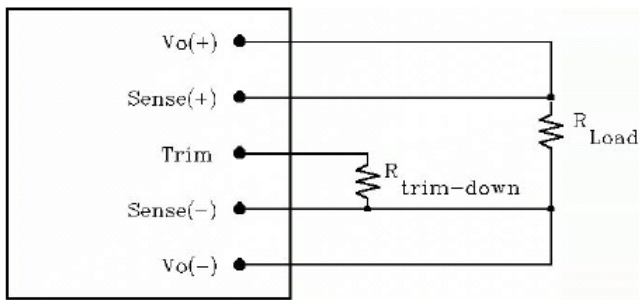 Vo(+)
Sense(+)
R
Load
Trim
R
trim-down
Sense(-)
Vo(-)